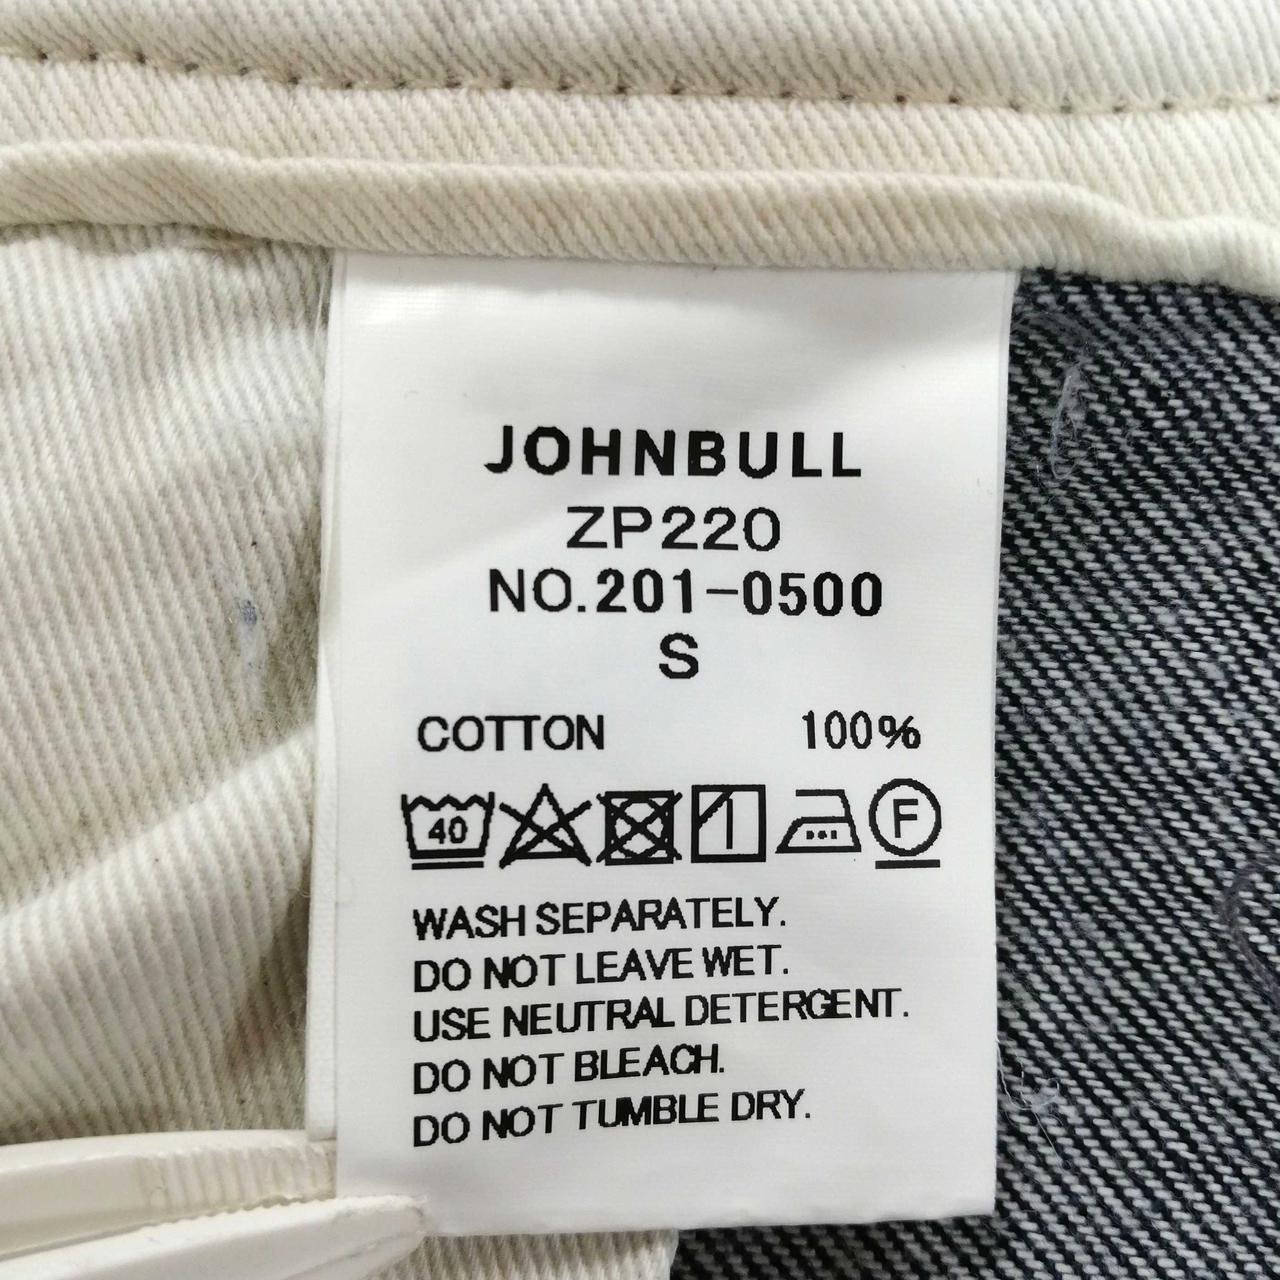 JOHNBULL
ZP220
NO.201-0500
S
COTTON 100%
40 F
WASH SEPARATELY.
DO NOT LEAVE WET.
USE NEUTRAL DETERGENT.
DO NOT BLEACH.
DO NOT TUMBLE DRY.